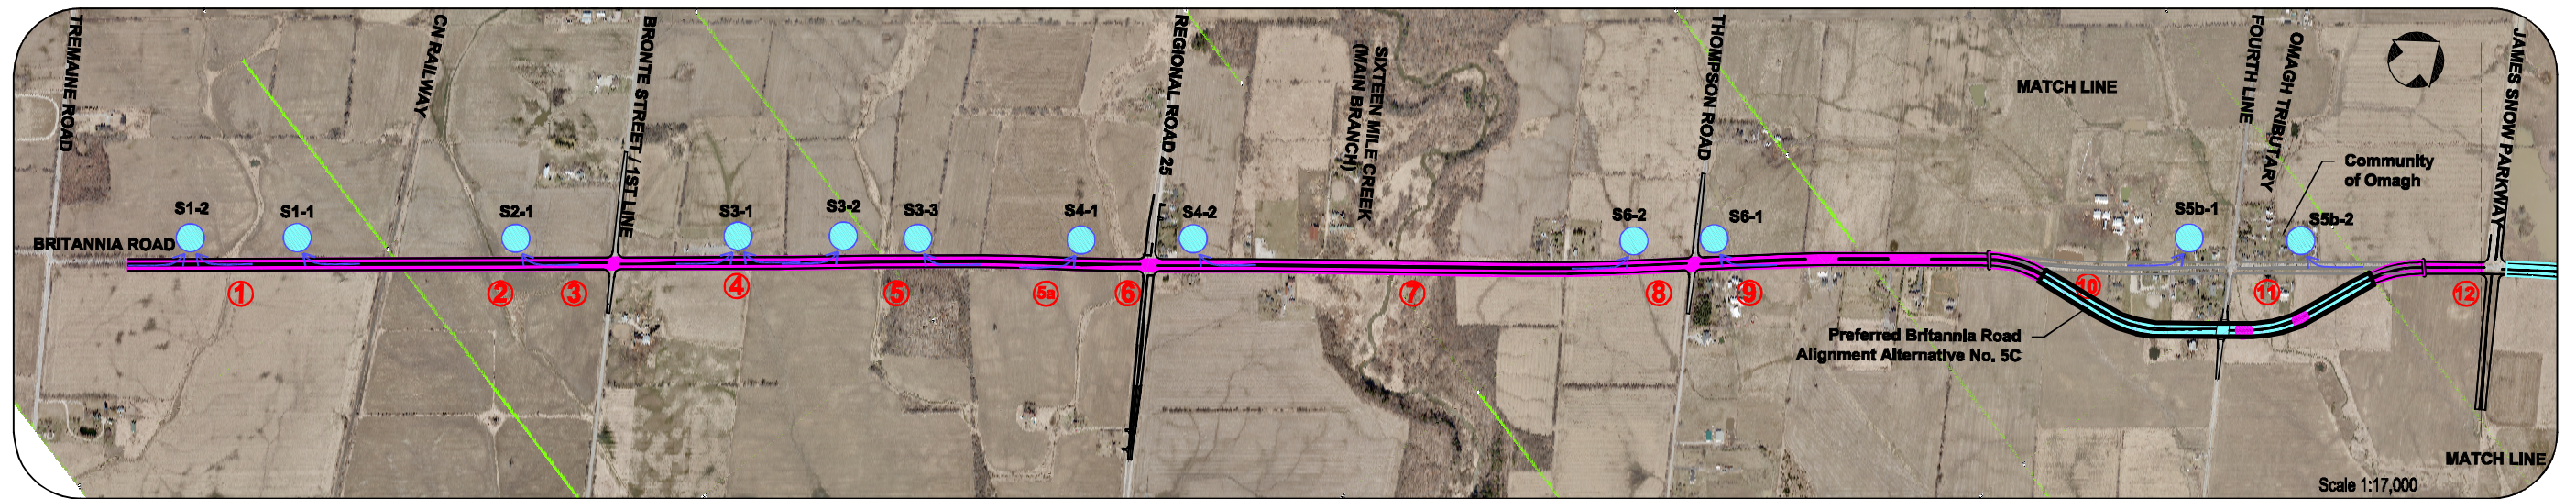 TREMAINE ROAD
CN RAILWAY
BRONTE STREET / 1ST LINE
REGIONAL ROAD 25
SIXTEEN MILE CREEK
(MAIN BRANCH)
THOMPSON ROAD
MATCH LINE
FOURTH LINE
OMAGH TRIBUTARY
JAMES SNOW PARKWAY
Community
of Omagh
S1-2
S1-1
S2-1
S3-1
S3-2
S3-3
S4-1
S4-2
S6-2
S6-1
S5b-1
S5b-2
BRITANNIA ROAD
1
2
3
4
5
5a
6
7
8
9
10
11
12
Preferred Britannia Road
Alignment Alternative No. 5C
MATCH LINE
Scale 1:17,000